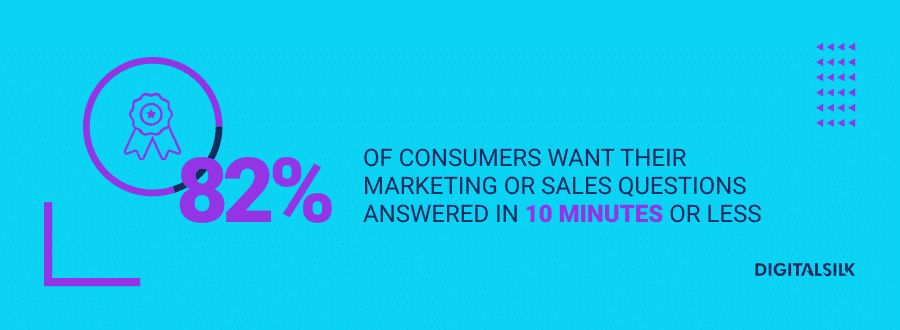 82%
OF CONSUMERS WANT THEIR
MARKETING OR SALES QUESTIONS
ANSWERED IN 10 MINUTES OR LESS
DIGITALSILK